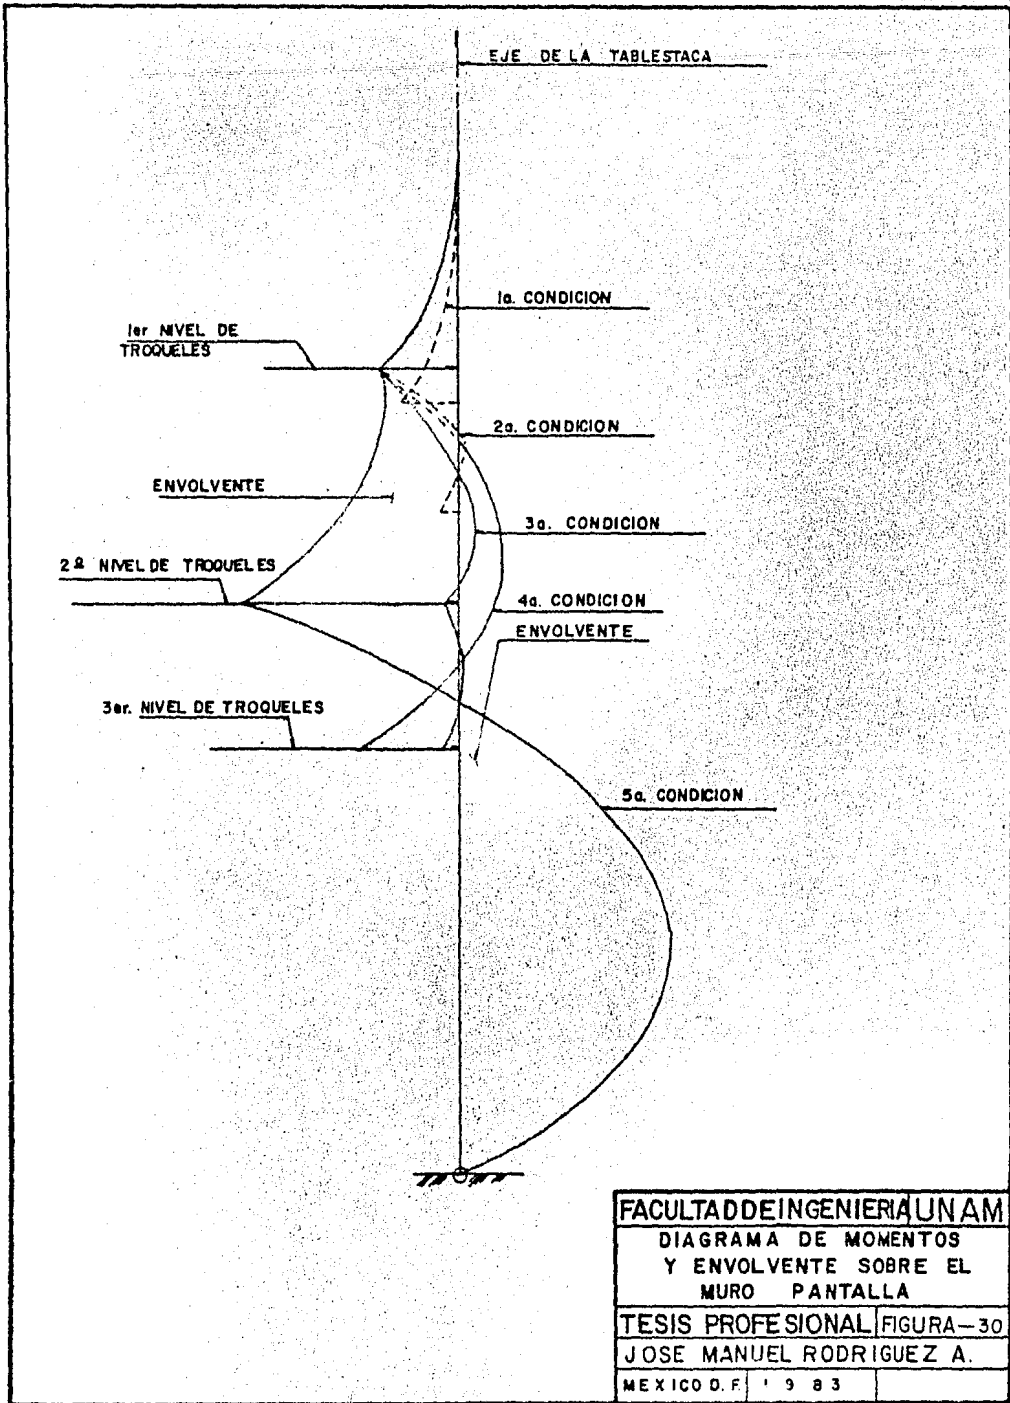 EJE DE LA TABLESTACA
1a. CONDICION
1er NIVEL DE
TROQUELES
2a. CONDICION
ENVOLVENTE
3a. CONDICION
2º NIVEL DE TROQUELES
4a. CONDICION
ENVOLVENTE
3er. NIVEL DE TROQUELES
5a. CONDICION
FACULTAD DE INGENIERIA UNAM
DIAGRAMA DE MOMENTOS
Y ENVOLVENTE SOBRE EL
MURO PANTALLA
TESIS PROFESIONAL FIGURA-30
JOSE MANUEL RODRIGUEZ A.
MEXICO D.F. 1983